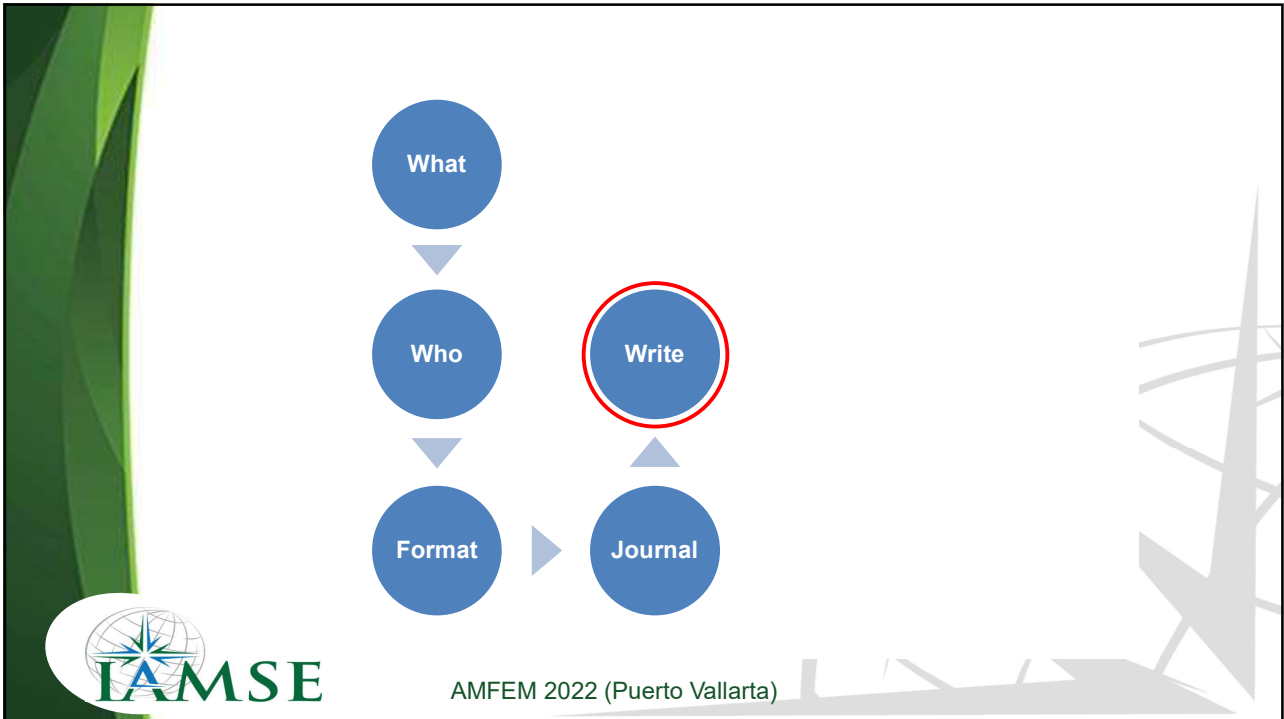 What
Who
Write
Format
Journal
IAMSE
AMFEM 2022 (Puerto Vallarta)